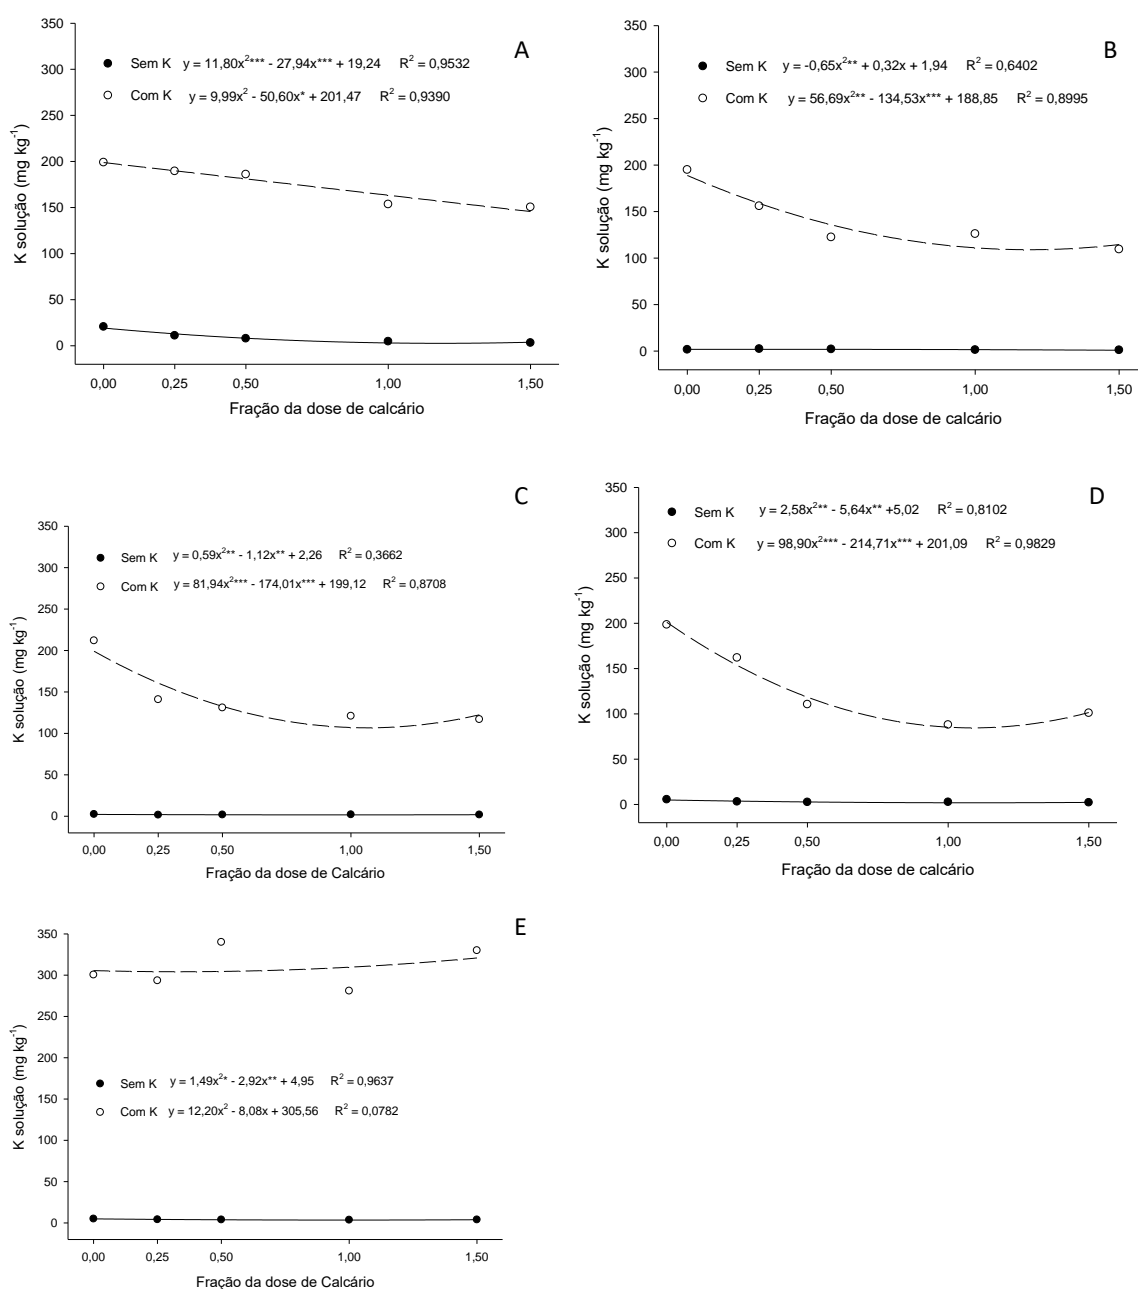 A
● Sem K y = 11,80x²*** - 27,94x*** + 19,24 R² = 0,9532
○ Com K y = 9,99x² - 50,60x* + 201,47 R² = 0,9390
K solução (mg kg⁻¹)
350
300
250
200
150
100
50
0
0,00 0,25 0,50 1,00 1,50
Fração da dose de calcário
B
● Sem K y = -0,65x²** + 0,32x + 1,94 R² = 0,6402
○ Com K y = 56,69x²** - 134,53x*** + 188,85 R² = 0,8995
K solução (mg kg⁻¹)
350
300
250
200
150
100
50
0
0,00 0,25 0,50 1,00 1,50
Fração da dose de calcário
C
● Sem K y = 0,59x²** - 1,12x** + 2,26 R² = 0,3662
○ Com K y = 81,94x²*** - 174,01x*** + 199,12 R² = 0,8708
K solução (mg kg⁻¹)
350
300
250
200
150
100
50
0
0,00 0,25 0,50 1,00 1,50
Fração da dose de Calcário
D
● Sem K y = 2,58x²** - 5,64x** +5,02 R² = 0,8102
○ Com K y = 98,90x²*** - 214,71x*** + 201,09 R² = 0,9829
K solução (mg kg⁻¹)
350
300
250
200
150
100
50
0
0,00 0,25 0,50 1,00 1,50
Fração da dose de calcário
E
● Sem K y = 1,49x²* - 2,92x** + 4,95 R² = 0,9637
○ Com K y = 12,20x² - 8,08x + 305,56 R² = 0,0782
K solução (mg kg⁻¹)
350
300
250
200
150
100
50
0
0,00 0,25 0,50 1,00 1,50
Fração da dose de Calcário